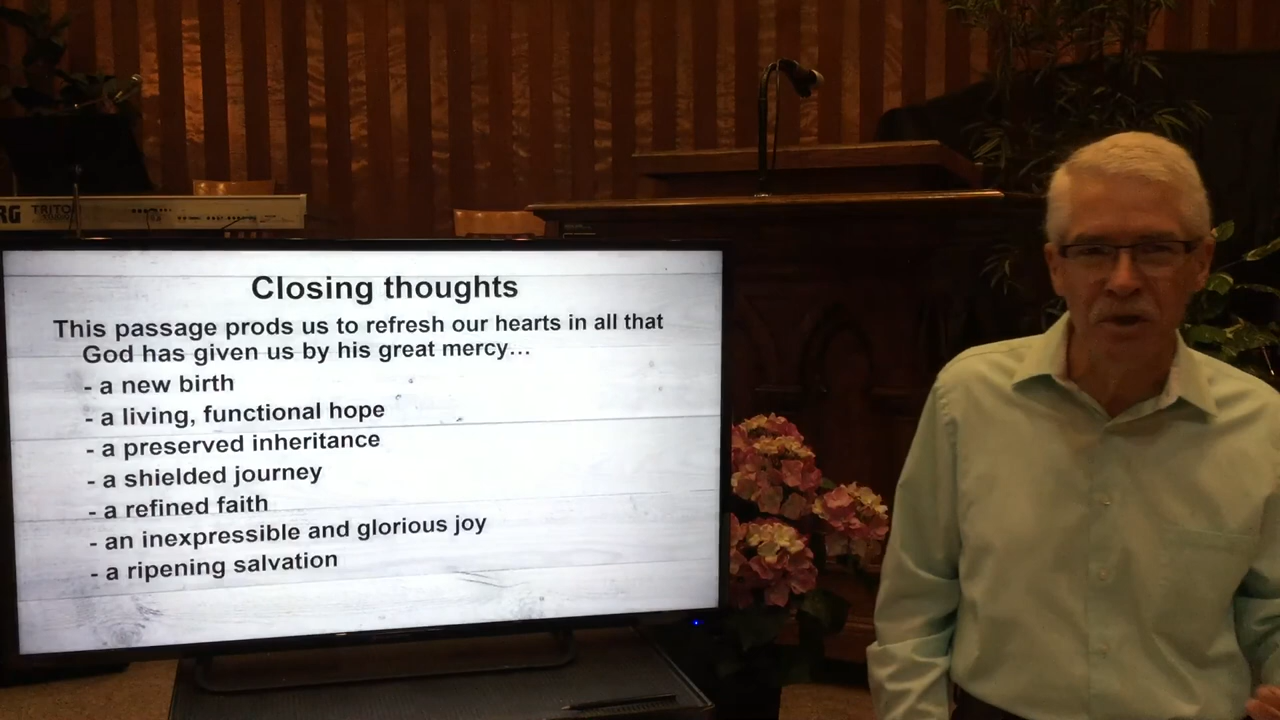 RG TRITON
Closing thoughts
This passage prods us to refresh our hearts in all that
God has given us by his great mercy…
- a new birth
- a living, functional hope
- a preserved inheritance
- a shielded journey
- a refined faith
- an inexpressible and glorious joy
- a ripening salvation